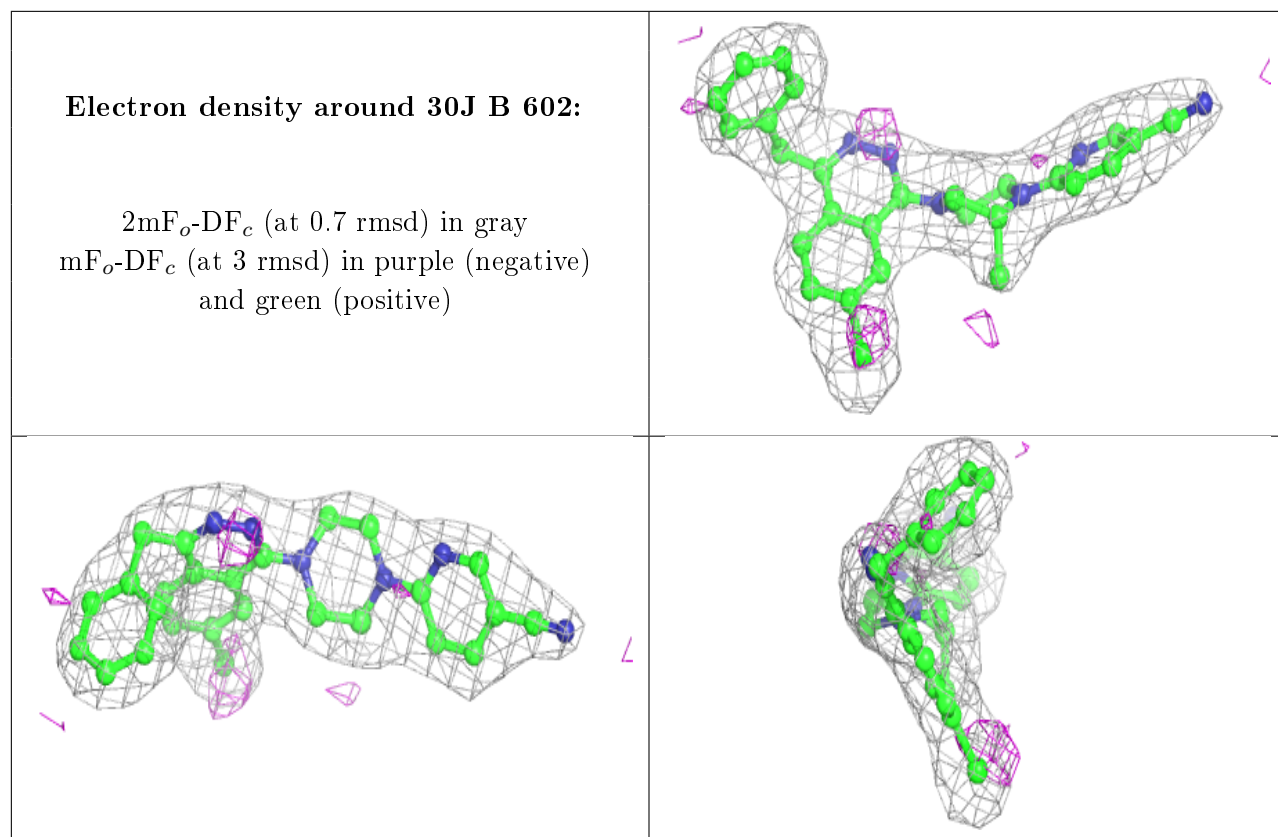 Electron density around 30J B 602:
2mFo-DFc (at 0.7 rmsd) in gray
mFo-DFc (at 3 rmsd) in purple (negative)
and green (positive)